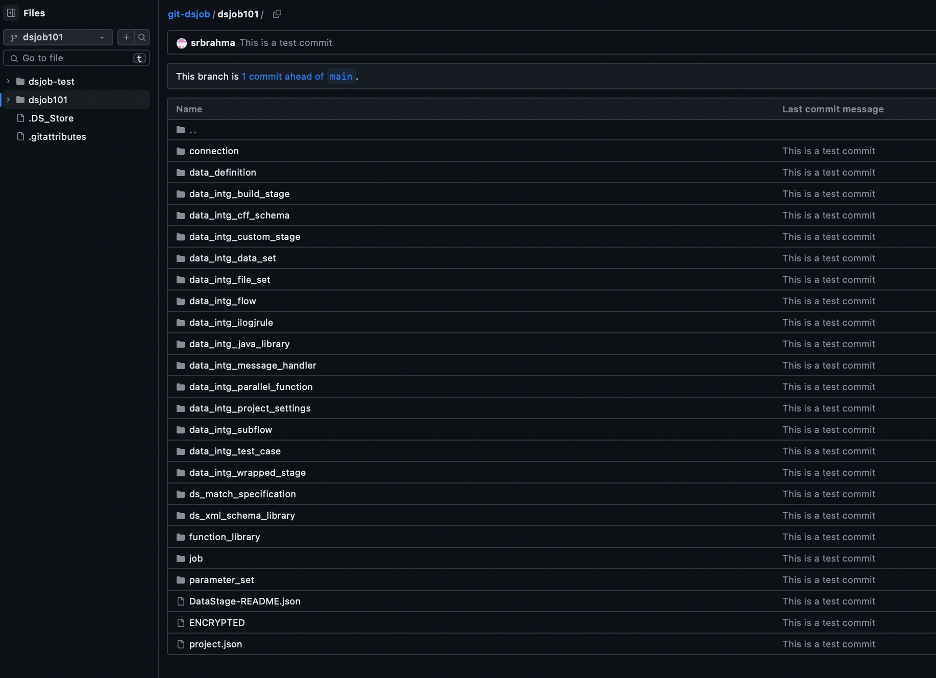 Files
dsjob101
Go to file
t
dsjob-test
dsjob101
.DS_Store
.gitattributes
git-dsjob / dsjob101 /
srbrahma This is a test commit
This branch is 1 commit ahead of main .
Name Last commit message
..
connection This is a test commit
data_definition This is a test commit
data_intg_build_stage This is a test commit
data_intg_cff_schema This is a test commit
data_intg_custom_stage This is a test commit
data_intg_data_set This is a test commit
data_intg_file_set This is a test commit
data_intg_flow This is a test commit
data_intg_ilogjrule This is a test commit
data_intg_java_library This is a test commit
data_intg_message_handler This is a test commit
data_intg_parallel_function This is a test commit
data_intg_project_settings This is a test commit
data_intg_subflow This is a test commit
data_intg_test_case This is a test commit
data_intg_wrapped_stage This is a test commit
ds_match_specification This is a test commit
ds_xml_schema_library This is a test commit
function_library This is a test commit
job This is a test commit
parameter_set This is a test commit
DataStage-README.json This is a test commit
ENCRYPTED This is a test commit
project.json This is a test commit